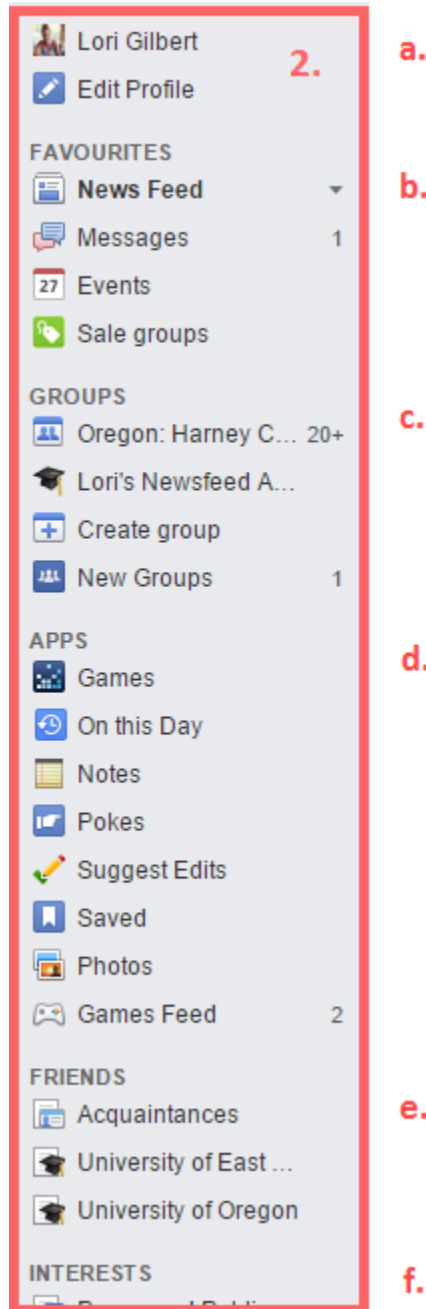 Lori Gilbert
2.
a.
Edit Profile
FAVOURITES
News Feed
b.
Messages 1
27 Events
Sale groups
GROUPS
Oregon: Harney C... 20+
c.
Lori's Newsfeed A...
Create group
New Groups 1
APPS
d.
Games
On this Day
Notes
Pokes
Suggest Edits
Saved
Photos
Games Feed 2
FRIENDS
Acquaintances
e.
University of East ...
University of Oregon
INTERESTS
f.